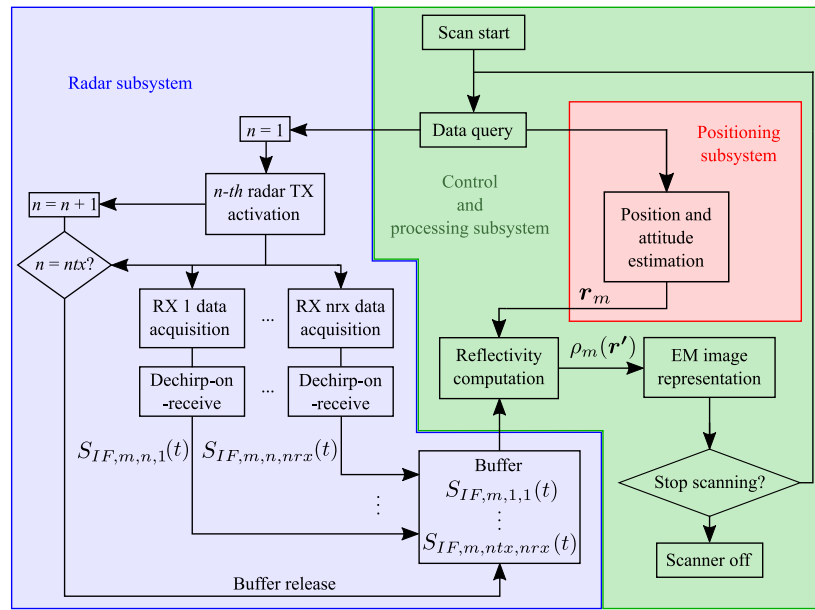 Scan start
Radar subsystem
Data query
n = 1
Positioning
subsystem
n-th radar TX
activation
Control
and
processing subsystem
n = n + 1
Position and
attitude
estimation
n = ntx?
RX 1 data
acquisition
...
RX nrx data
acquisition
r_m
Reflectivity
computation
ρ_m(r')
EM image
representation
Dechirp-on
-receive
...
Dechirp-on
-receive
S_{IF,m,n,1}(t)
S_{IF,m,n,nrx}(t)
Buffer
S_{IF,m,1,1}(t)
⋮
S_{IF,m,ntx,nrx}(t)
⋮
Stop scanning?
Scanner off
Buffer release